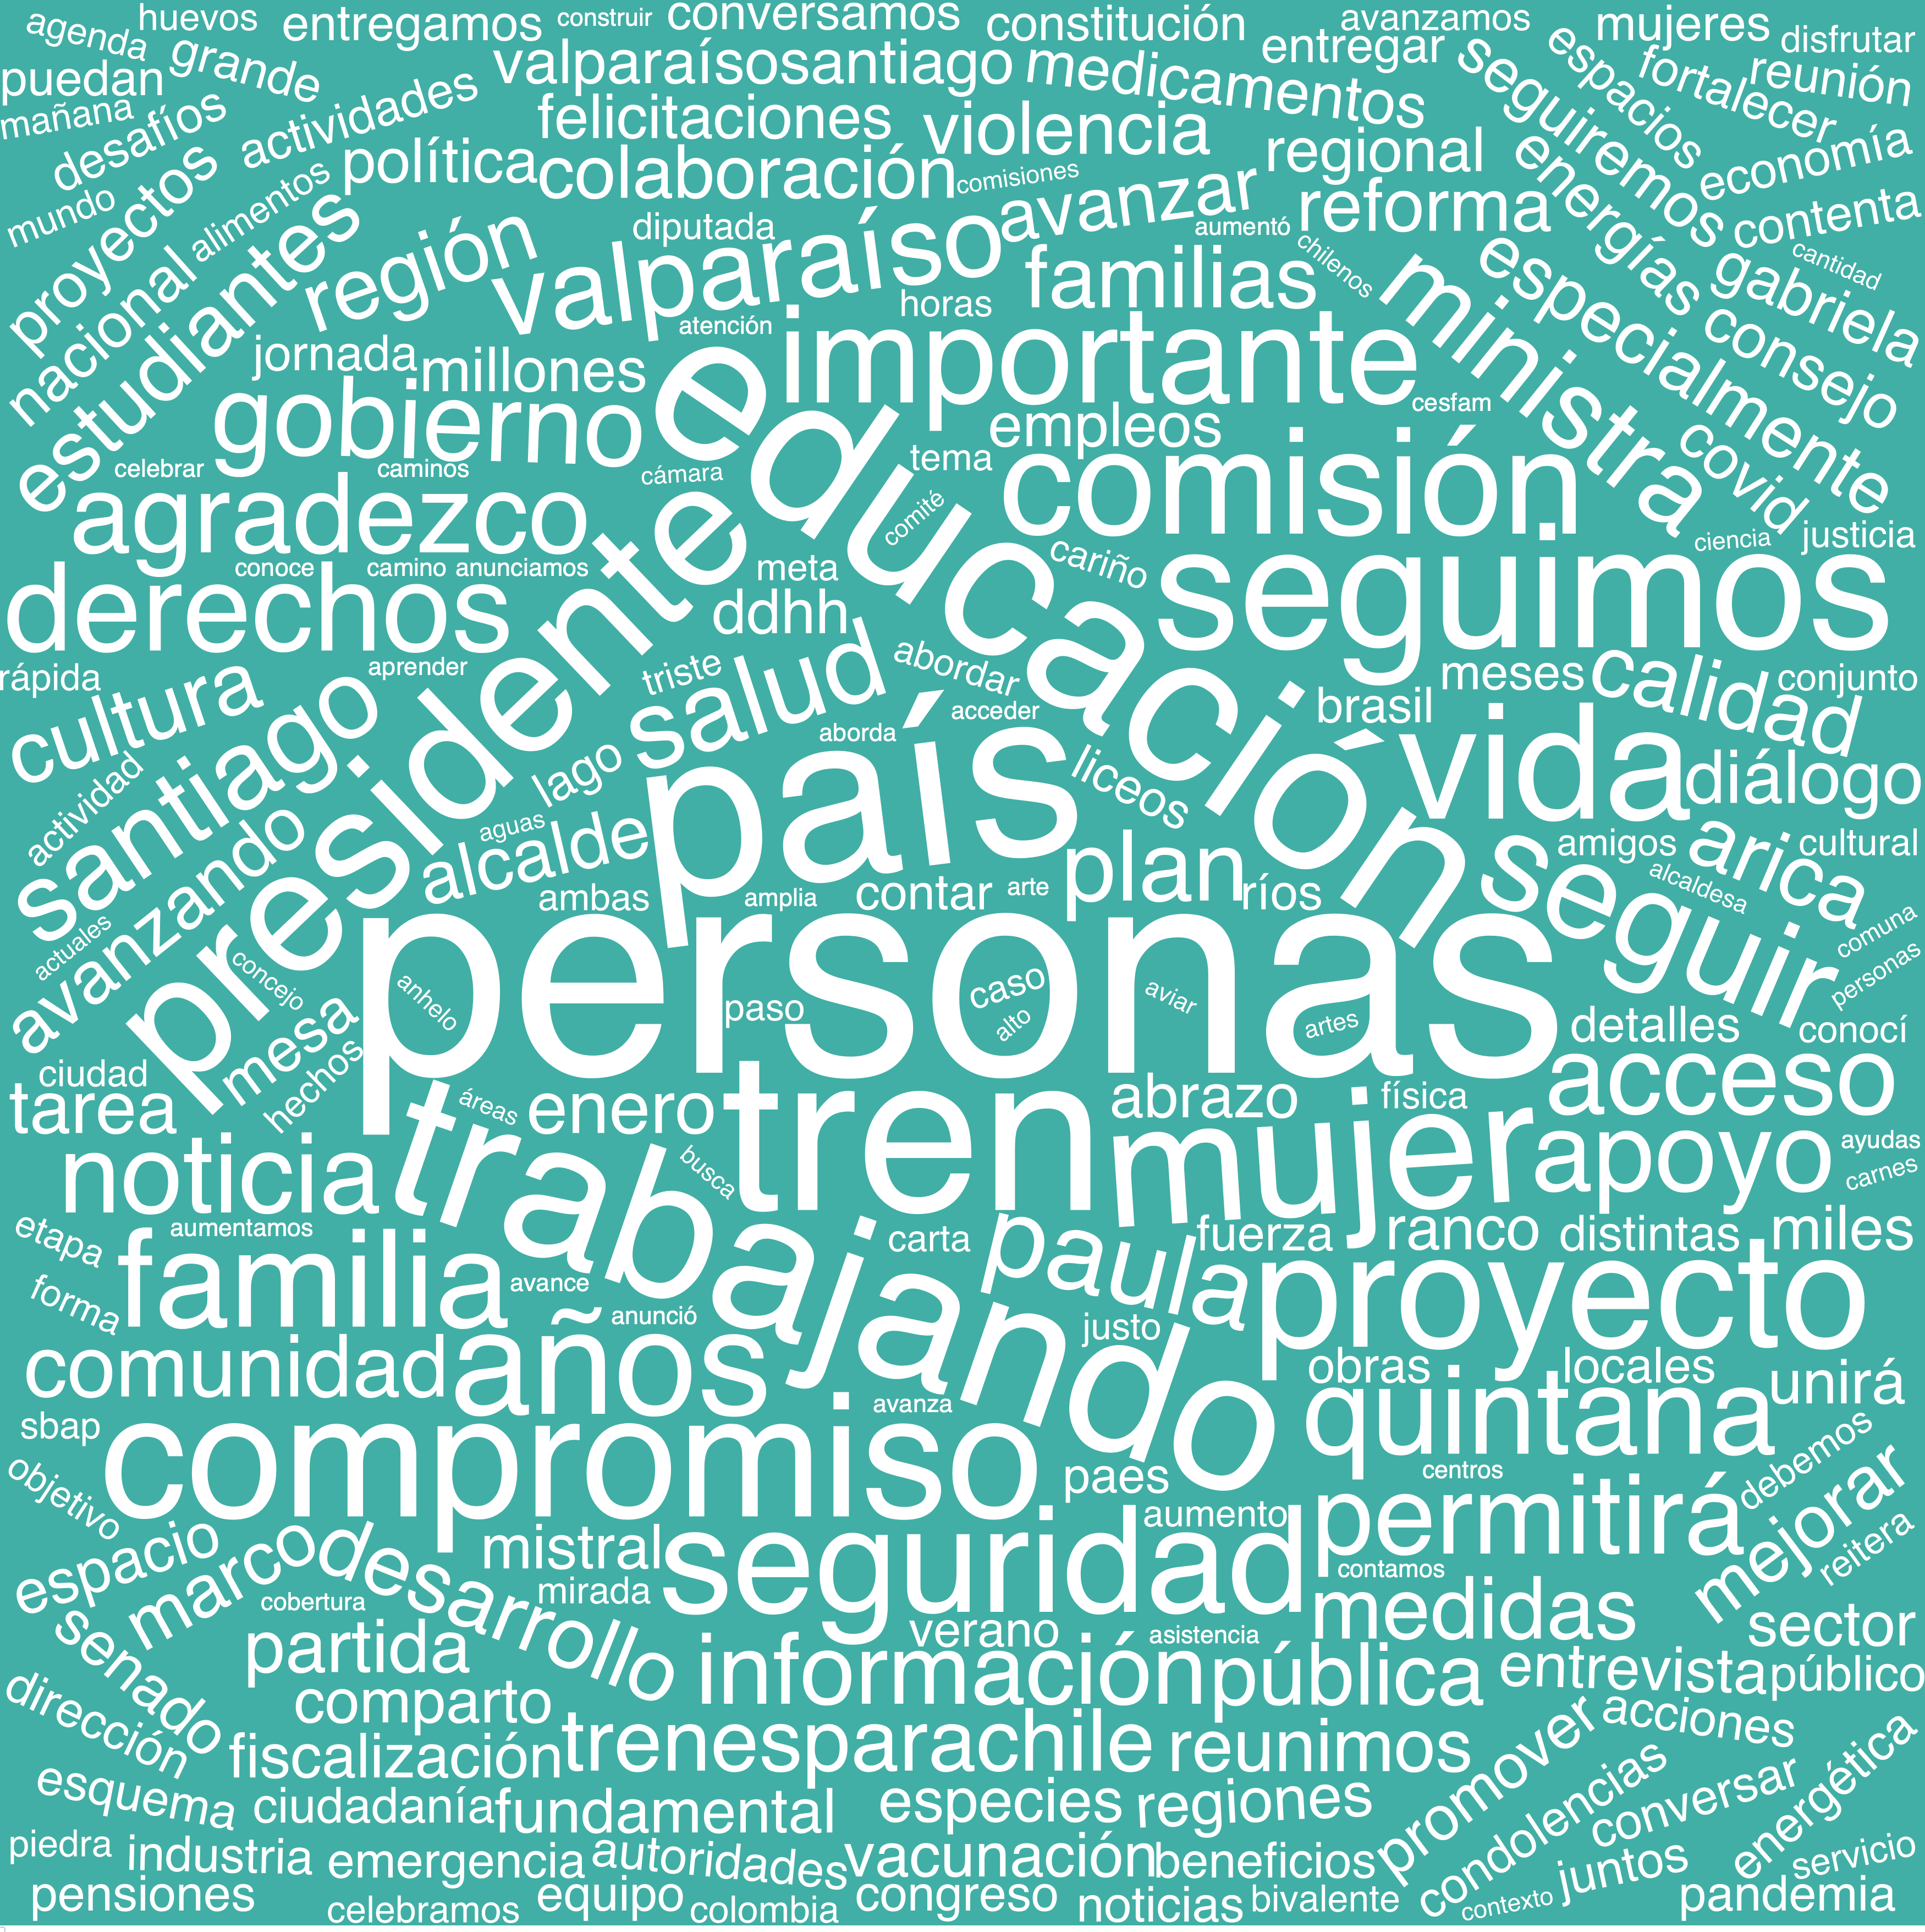 agenda
huevos
entregamos
construir
conversamos
constitución
avanzamos
mujeres
disfrutar
puedan
grande
valparaísosantiago
medicamentos
entregar
seguiremos
espacios
fortalecer
reunión
mañana
desafíos
actividades
felicitaciones
violencia
regional
energías
economía
mundo
proyectos
alimentos
política
colaboración
comisiones
avanzar
reforma
contenta
nacional
estudiantes
región
diputada
valparaíso
aumentó
familias
chilenos
ministra
especialmente
cantidad
gabriela
jornada
millones
atención
horas
importante
consejo
gobierno
educación
empleos
cesfam
covid
celebrar
caminos
cámara
tema
comisión
agradezco
presidente
comité
cariño
ciencia
justicia
conoce
camino
anunciamos
meta
seguimos
derechos
ddhh
rápida
aprender
triste
abordar
meses
calidad
conjunto
cultura
santiago
salud
acceder
brasil
aborda
país
vida
diálogo
actividad
lago
liceos
avanzando
aguas
alcalde
plan
seguir
amigos
arica
cultural
ambas
amplia
contar
arte
ríos
alcaldesa
comuna
actuales
concejo
personas
anhelo
paso
caso
alto
aviar
artes
personas
mesa
detalles
conocí
ciudad
hechos
tarea
áreas
enero
tren
abrazo
física
acceso
noticia
trabajando
busca
mujer
apoyo
ayudas
carnes
etapa
aumentamos
carta
paula
fuerza
ranco
distintas
miles
familia
avance
forma
anunció
justo
proyecto
comunidad
años
obras
locales
unirá
sbap
compromiso
avanza
quintana
paes
centros
debemos
objetivo
aumento
permitirá
mejorar
espacio
marco
desarrollo
mistral
seguridad
contamos
reitera
mirada
cobertura
medidas
senado
partida
verano
asistencia
sector
información
pública
entrevista
público
dirección
comparto
acciones
fiscalización
trenesparachile
reunimos
promover
esquema
ciudadanía
fundamental
especies
regiones
condolencias
conversar
energética
piedra
industria
emergencia
autoridades
vacunación
beneficios
juntos
servicio
pensiones
celebramos
equipo
colombia
congreso
noticias
bivalente
contexto
pandemia